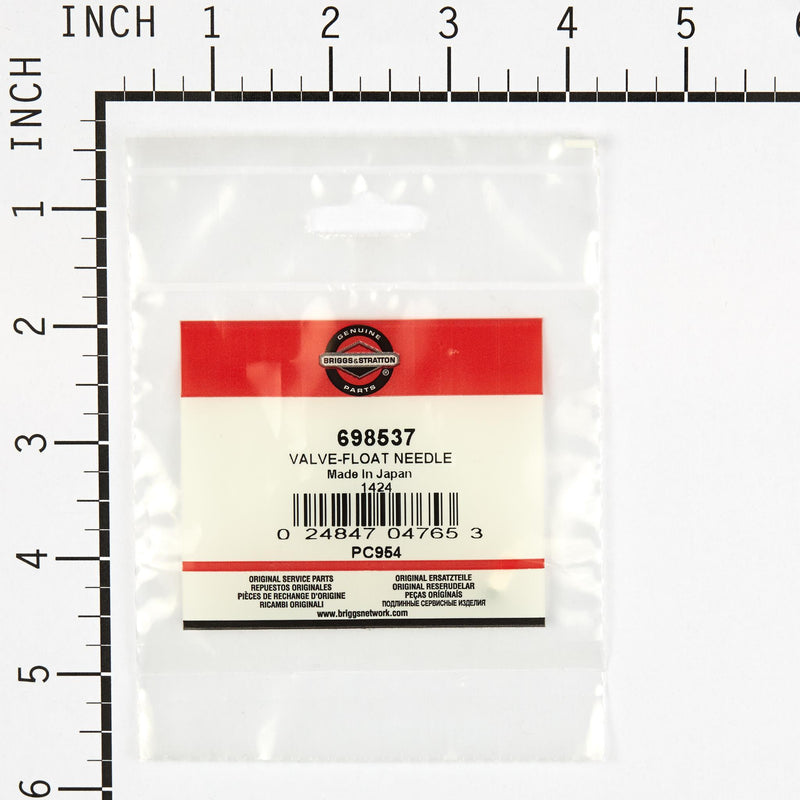 INCH 1 2 3 4 5 6
INCH
1
2
3
4
5
6
GENUINE
BRIGGS&STRATTON
®
PARTS
698537
VALVE-FLOAT NEEDLE
Made In Japan
1424
0 24847 04765 3
PC954
ORIGINAL SERVICE PARTS
REPUESTOS ORIGINALES
PIÈCES DE RECHANGE D'ORIGINE
RICAMBI ORIGINALI
ORIGINAL ERSATZTEILE
ORIGINAL RESERUDELAR
PEÇAS ORIGÍNAIS
ПОДЛИННЫЕ СЕРВИСНЫЕ ИЗДЕЛИЯ
www.briggsnetwork.com